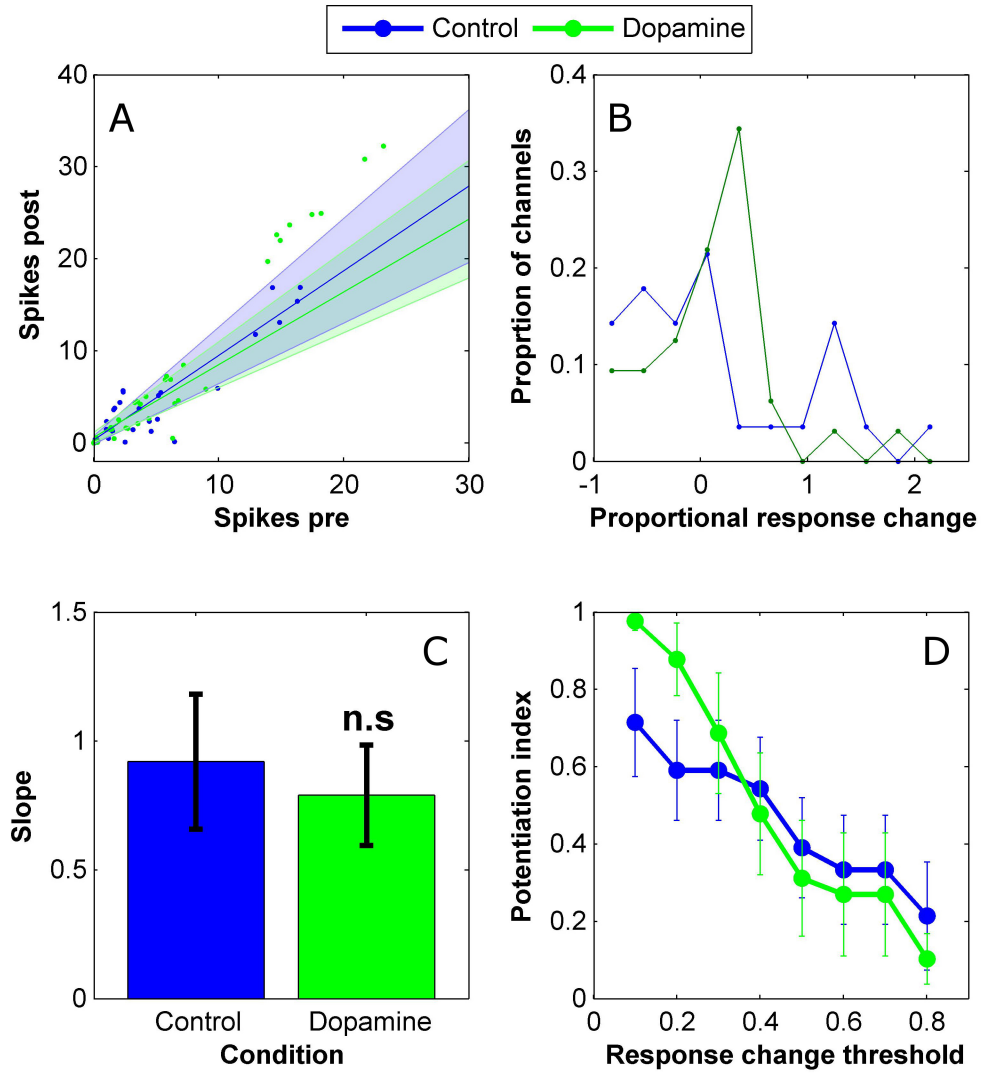 Control Dopamine
A
40
30
20
10
0
Spikes post
0 10 20 30
Spikes pre
B
0.4
0.3
0.2
0.1
0
Proprtion of channels
-1 0 1 2
Proportional response change
C
1.5
1
0.5
0
Slope
n.s
Control Dopamine
Condition
D
1
0.8
0.6
0.4
0.2
0
Potentiation index
0 0.2 0.4 0.6 0.8
Response change threshold